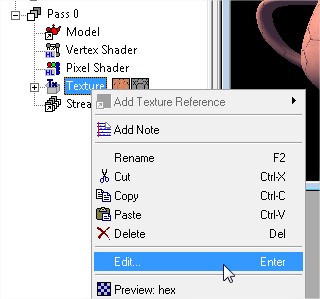 Pass 0
Model
Vertex Shader
Pixel Shader
Texture
Strea
Add Texture Reference
Add Note
Rename F2
Cut Ctrl-X
Copy Ctrl-C
Paste Ctrl-V
Delete Del
Edit... Enter
Preview: hex